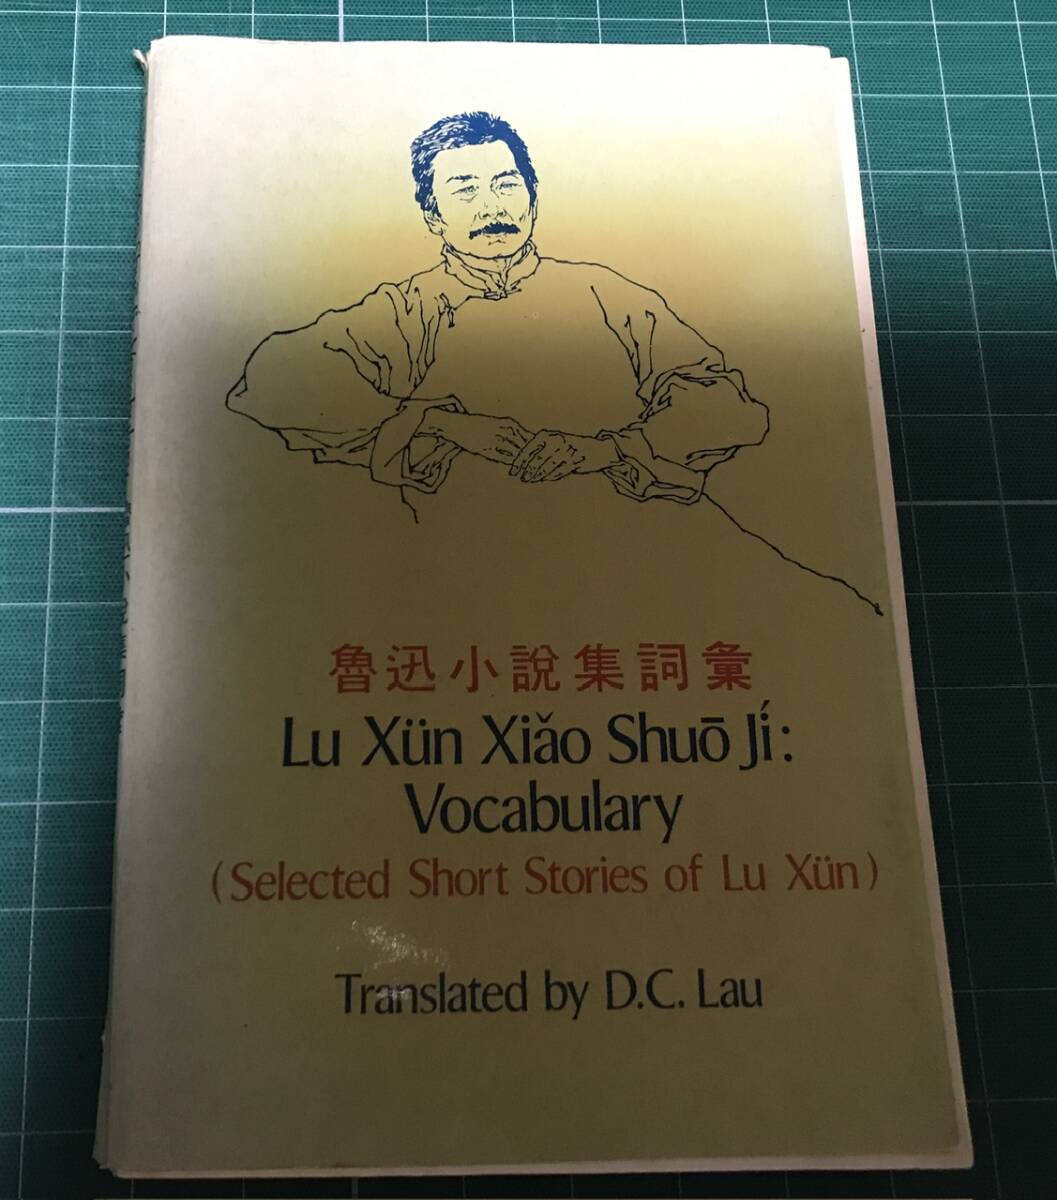 魯迅小說集詞彙
Lu Xün Xiǎo Shuō Jí:
Vocabulary
(Selected Short Stories of Lu Xün)
Translated by D.C. Lau